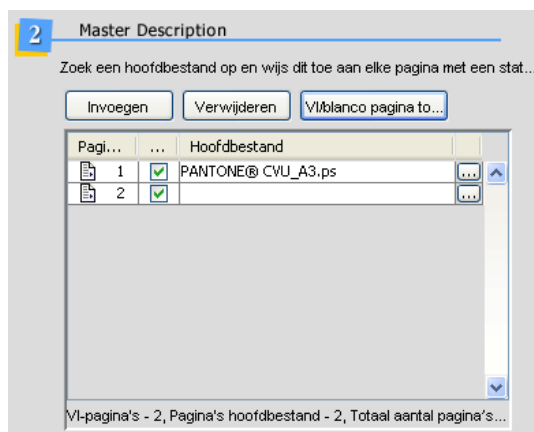 2 Master Description
Zoek een hoofdbestand op en wijs dit toe aan elke pagina met een stat...
Invoegen Verwijderen VI/blanco pagina to...
Pagi... ... Hoofdbestand
1 PANTONE® CVU_A3.ps ...
2 ...
VI-pagina's - 2, Pagina's hoofdbestand - 2, Totaal aantal pagina's...